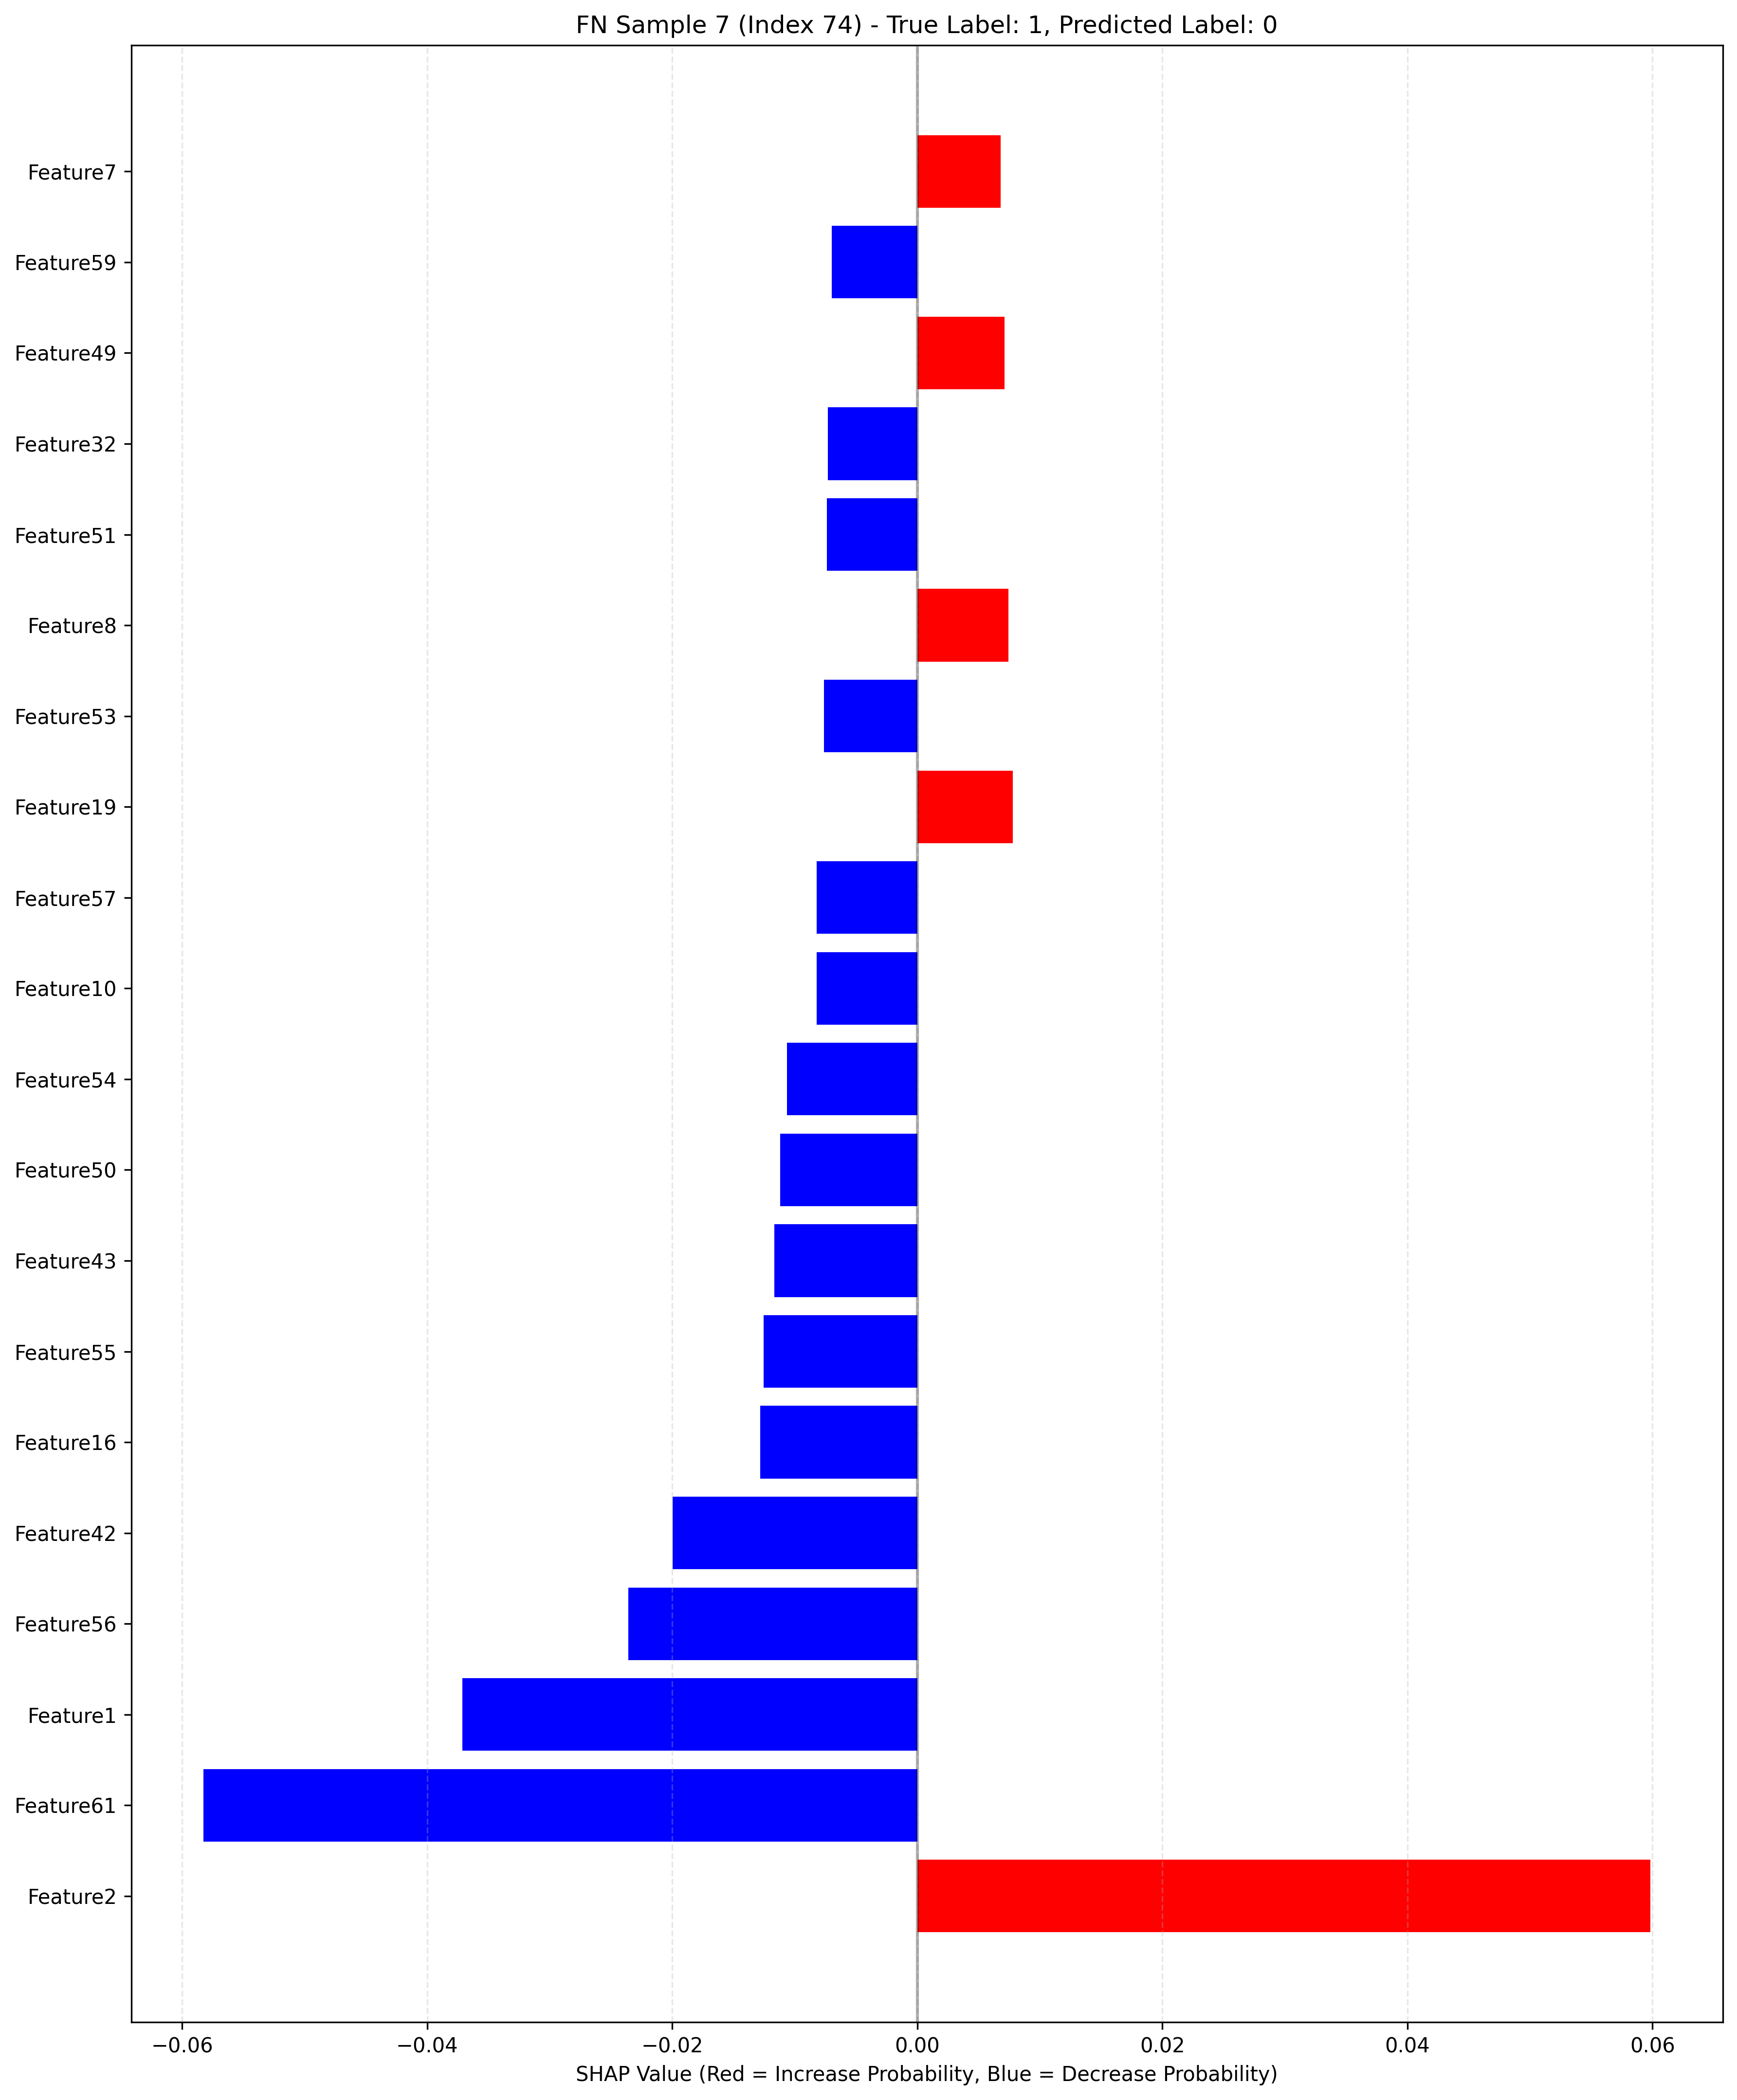 FN Sample 7 (Index 74) - True Label: 1, Predicted Label: 0
Feature7
Feature59
Feature49
Feature32
Feature51
Feature8
Feature53
Feature19
Feature57
Feature10
Feature54
Feature50
Feature43
Feature55
Feature16
Feature42
Feature56
Feature1
Feature61
Feature2
−0.06 −0.04 −0.02 0.00 0.02 0.04 0.06
SHAP Value (Red = Increase Probability, Blue = Decrease Probability)